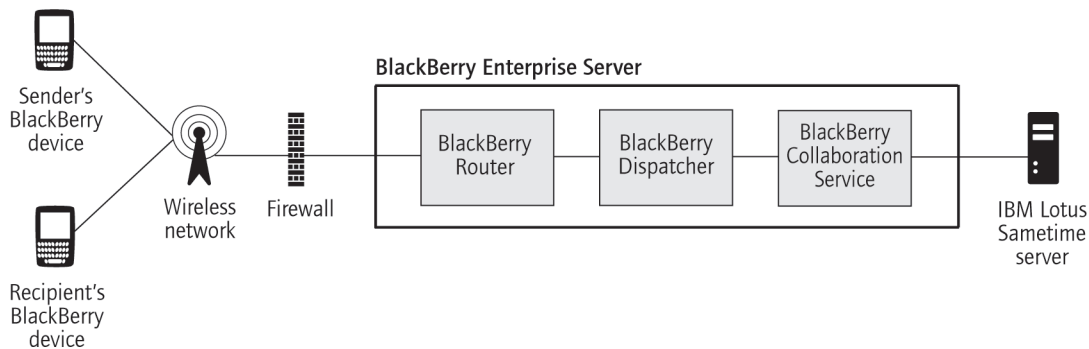 BlackBerry Enterprise Server
Sender's
BlackBerry
device
BlackBerry
Router
BlackBerry
Dispatcher
BlackBerry
Collaboration
Service
Wireless
network
Firewall
IBM Lotus
Sametime
server
Recipient's
BlackBerry
device